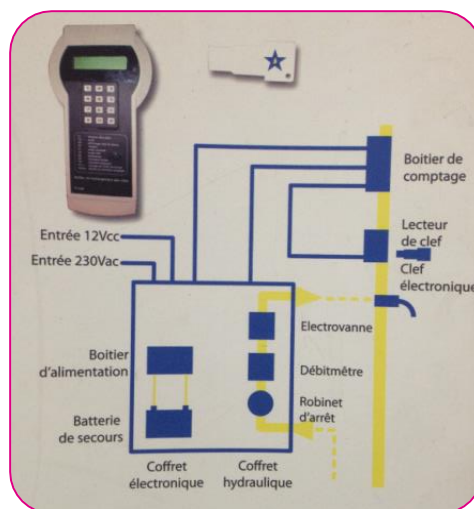 Boitier de
comptage
Lecteur
de clef
Clef
électronique
Entrée 12Vcc
Entrée 230Vac
Electrovanne
Boitier
d'alimentation
Débitmêtre
Batterie
de secours
Robinet
d'arrêt
Coffret
électronique
Coffret
hydraulique